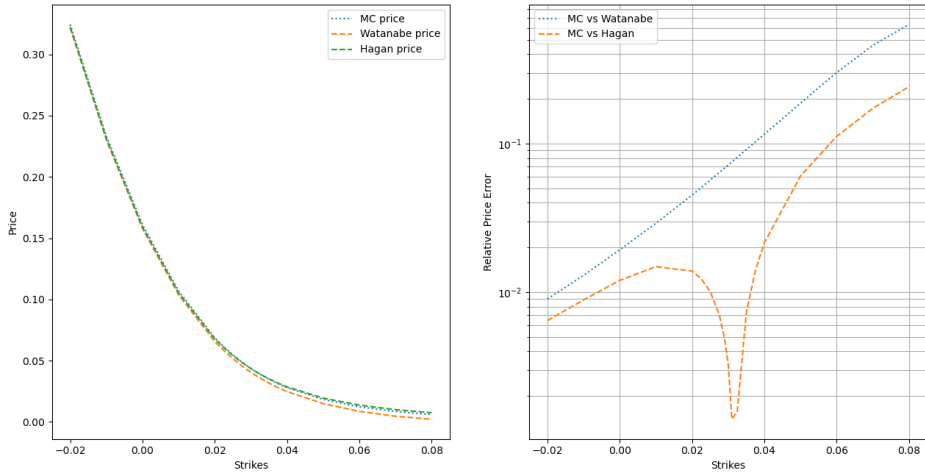 MC price
Watanabe price
Hagan price
0.30
0.25
0.20
0.15
0.10
0.05
0.00
Price
−0.02
0.00
0.02
0.04
0.06
0.08
Strikes
MC vs Watanabe
MC vs Hagan
10⁻¹
10⁻²
Relative Price Error
−0.02
0.00
0.02
0.04
0.06
0.08
Strikes